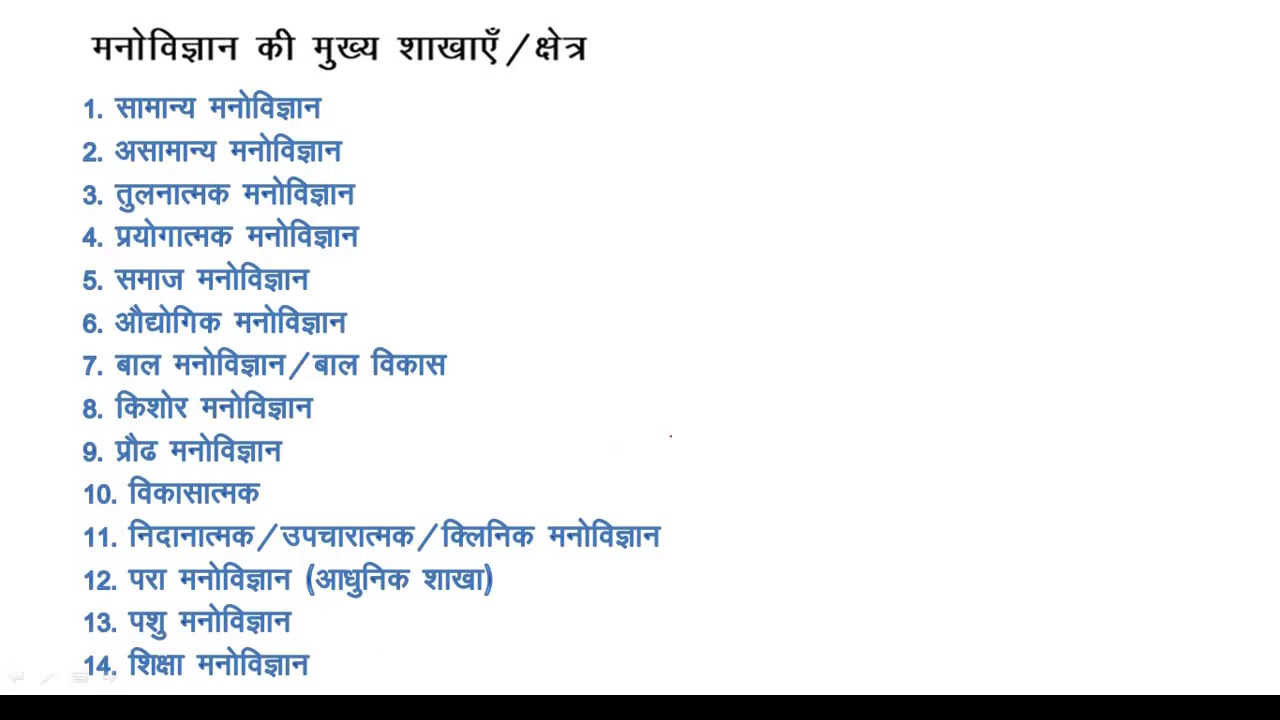 मनोविज्ञान की मुख्य शाखाएँ/क्षेत्र
1. सामान्य मनोविज्ञान
2. असामान्य मनोविज्ञान
3. तुलनात्मक मनोविज्ञान
4. प्रयोगात्मक मनोविज्ञान
5. समाज मनोविज्ञान
6. औद्योगिक मनोविज्ञान
7. बाल मनोविज्ञान/बाल विकास
8. किशोर मनोविज्ञान
9. प्रौढ मनोविज्ञान
10. विकासात्मक
11. निदानात्मक/उपचारात्मक/क्लिनिक मनोविज्ञान
12. परा मनोविज्ञान (आधुनिक शाखा)
13. पशु मनोविज्ञान
14. शिक्षा मनोविज्ञान